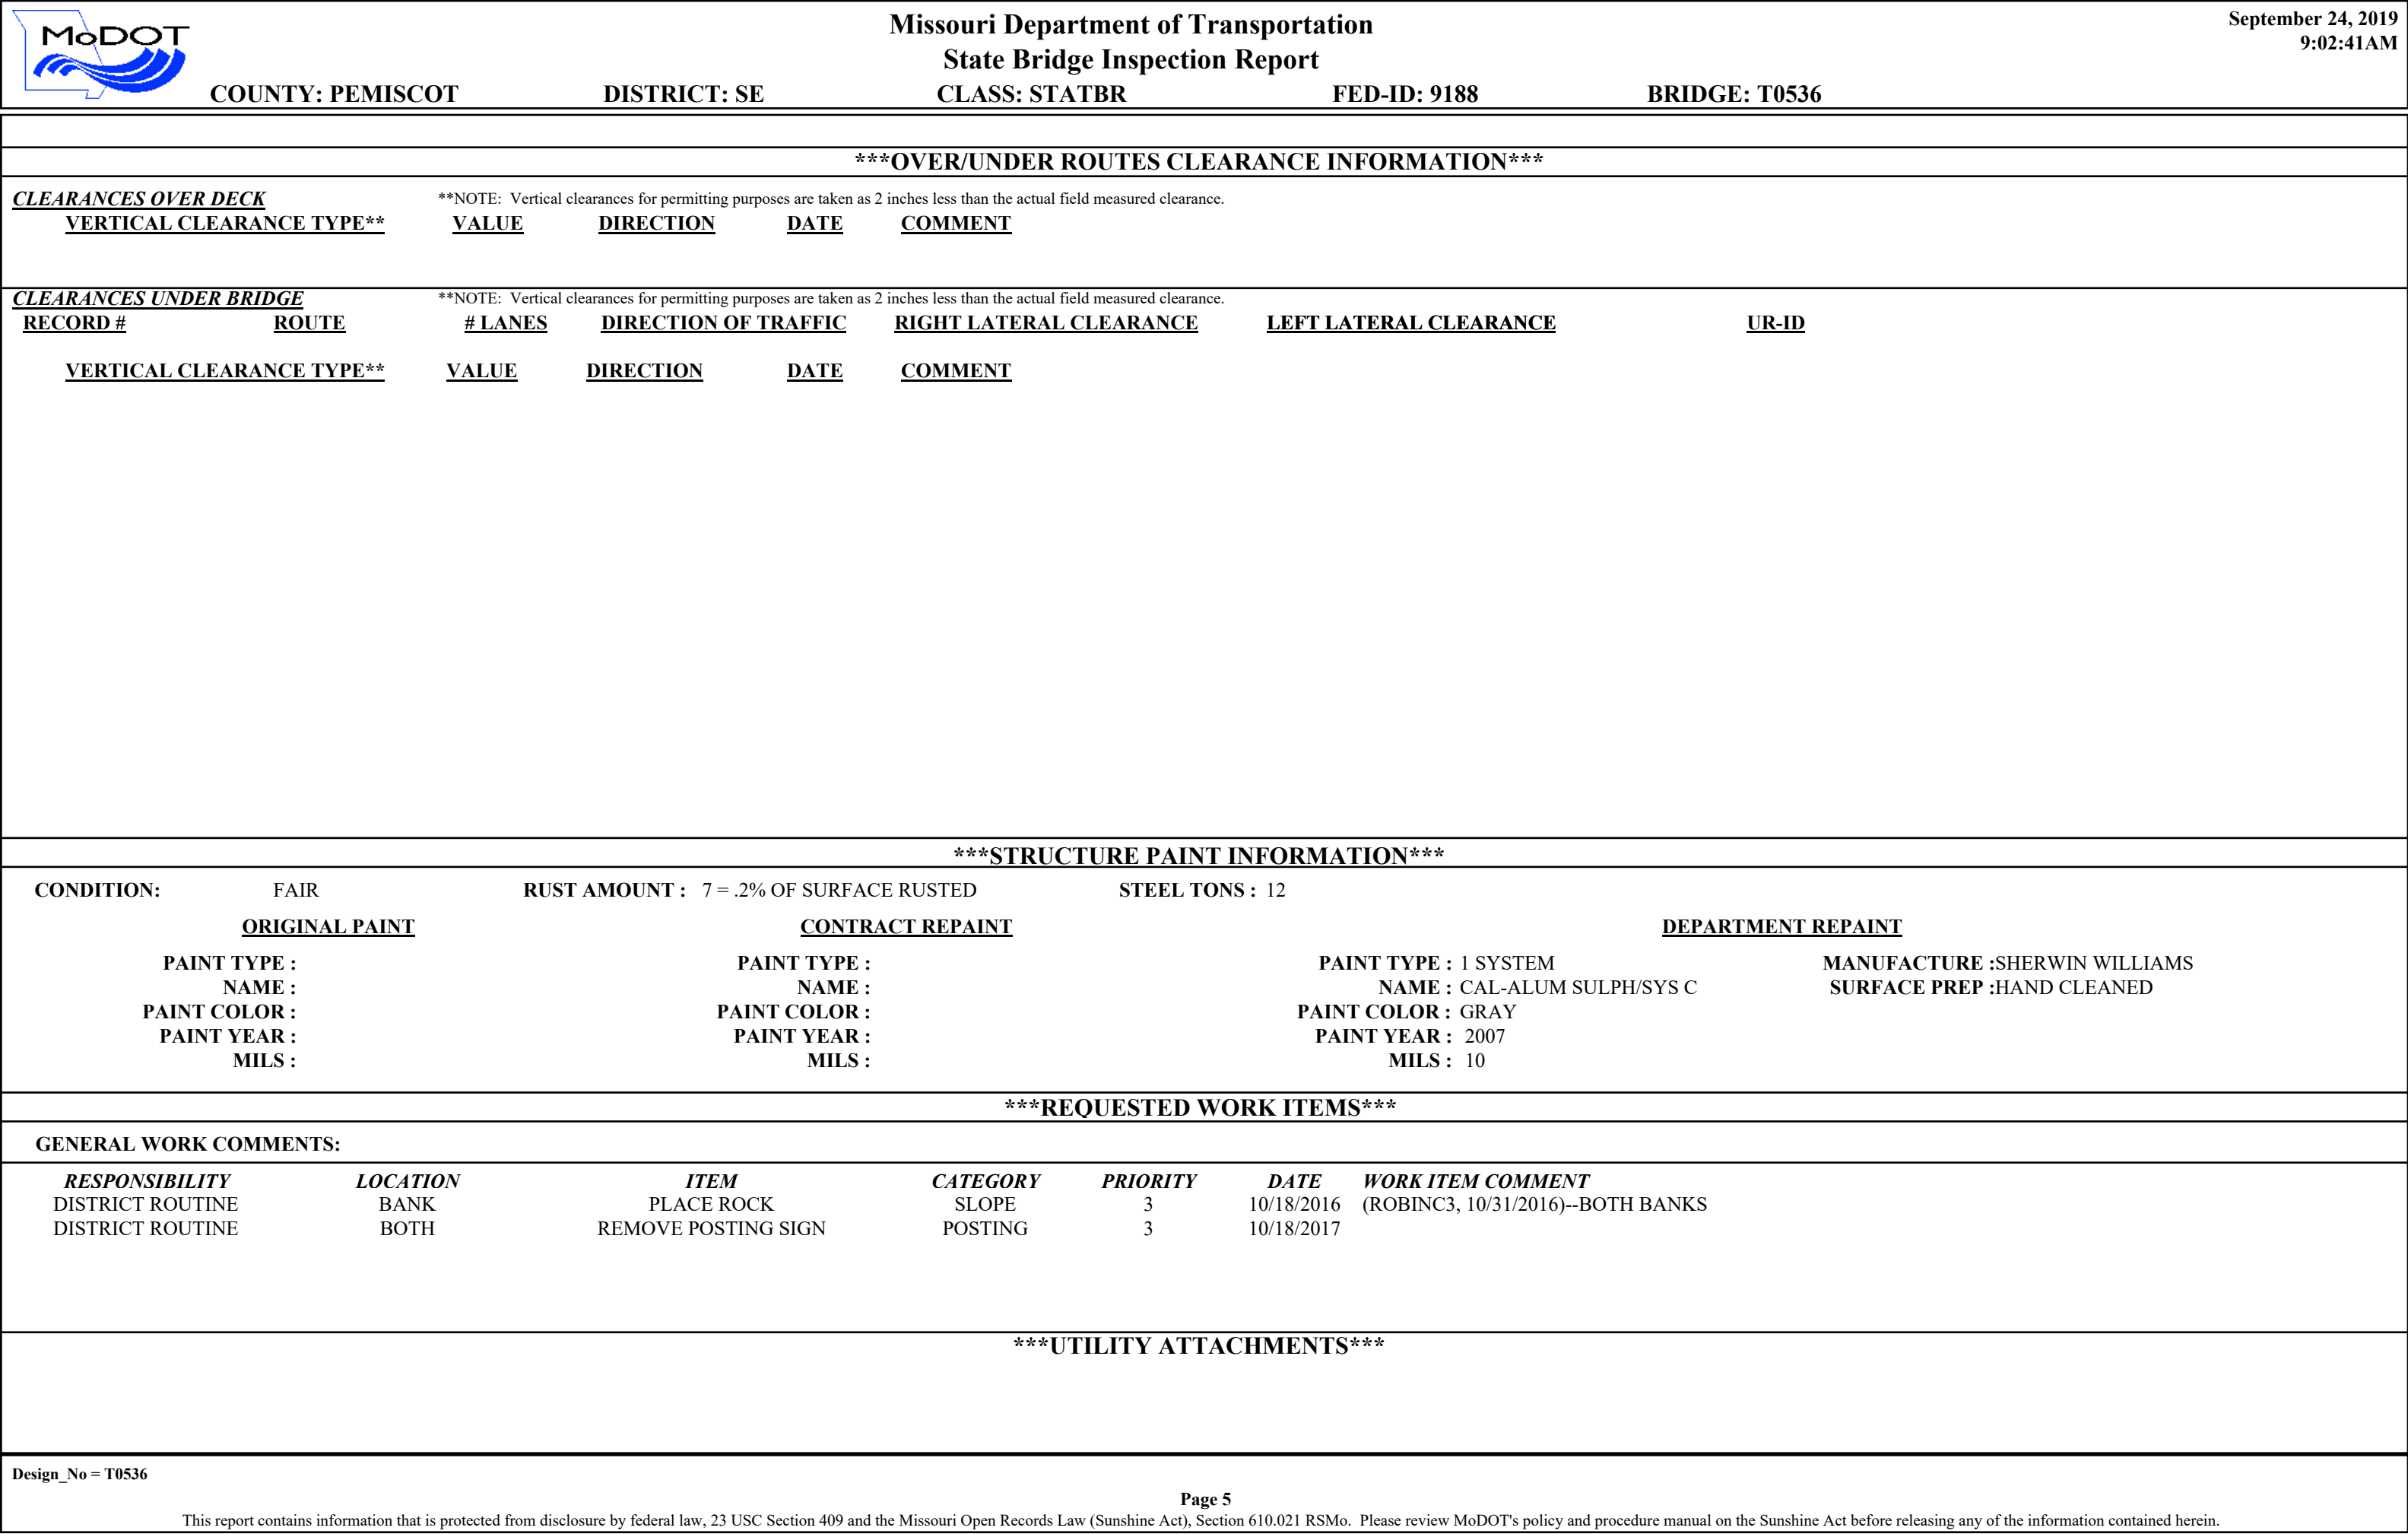 MoDOT
Missouri Department of Transportation
State Bridge Inspection Report
September 24, 2019
9:02:41AM
COUNTY: PEMISCOT DISTRICT: SE CLASS: STATBR FED-ID: 9188 BRIDGE: T0536
***OVER/UNDER ROUTES CLEARANCE INFORMATION***
CLEARANCES OVER DECK **NOTE: Vertical clearances for permitting purposes are taken as 2 inches less than the actual field measured clearance.
VERTICAL CLEARANCE TYPE** VALUE DIRECTION DATE COMMENT
CLEARANCES UNDER BRIDGE **NOTE: Vertical clearances for permitting purposes are taken as 2 inches less than the actual field measured clearance.
RECORD # ROUTE # LANES DIRECTION OF TRAFFIC RIGHT LATERAL CLEARANCE LEFT LATERAL CLEARANCE UR-ID
VERTICAL CLEARANCE TYPE** VALUE DIRECTION DATE COMMENT
***STRUCTURE PAINT INFORMATION***
CONDITION: FAIR RUST AMOUNT : 7 = .2% OF SURFACE RUSTED STEEL TONS : 12
ORIGINAL PAINT CONTRACT REPAINT DEPARTMENT REPAINT
PAINT TYPE : PAINT TYPE : PAINT TYPE : 1 SYSTEM MANUFACTURE :SHERWIN WILLIAMS
NAME : NAME : NAME : CAL-ALUM SULPH/SYS C SURFACE PREP :HAND CLEANED
PAINT COLOR : PAINT COLOR : PAINT COLOR : GRAY
PAINT YEAR : PAINT YEAR : PAINT YEAR : 2007
MILS : MILS : MILS : 10
***REQUESTED WORK ITEMS***
GENERAL WORK COMMENTS:
RESPONSIBILITY LOCATION ITEM CATEGORY PRIORITY DATE WORK ITEM COMMENT
DISTRICT ROUTINE BANK PLACE ROCK SLOPE 3 10/18/2016 (ROBINC3, 10/31/2016)--BOTH BANKS
DISTRICT ROUTINE BOTH REMOVE POSTING SIGN POSTING 3 10/18/2017
***UTILITY ATTACHMENTS***
Design_No = T0536
Page 5
This report contains information that is protected from disclosure by federal law, 23 USC Section 409 and the Missouri Open Records Law (Sunshine Act), Section 610.021 RSMo. Please review MoDOT's policy and procedure manual on the Sunshine Act before releasing any of the information contained herein.